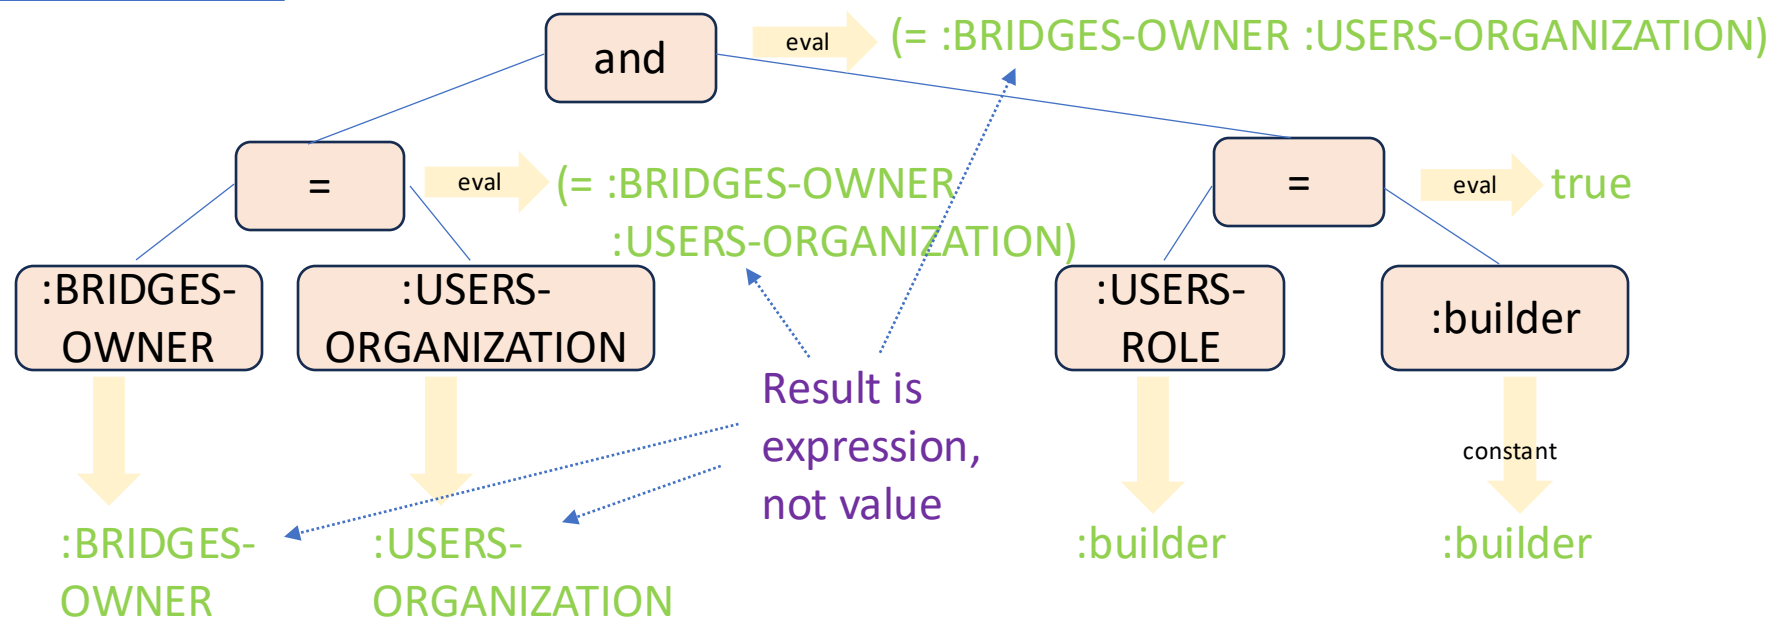 and
eval
(= :BRIDGES-OWNER :USERS-ORGANIZATION)
=
eval
(= :BRIDGES-OWNER
:USERS-ORGANIZATION)
=
eval
true
:BRIDGES-
OWNER
:USERS-
ORGANIZATION
:USERS-
ROLE
:builder
Result is
expression,
not value
constant
:BRIDGES-
OWNER
:USERS-
ORGANIZATION
:builder
:builder